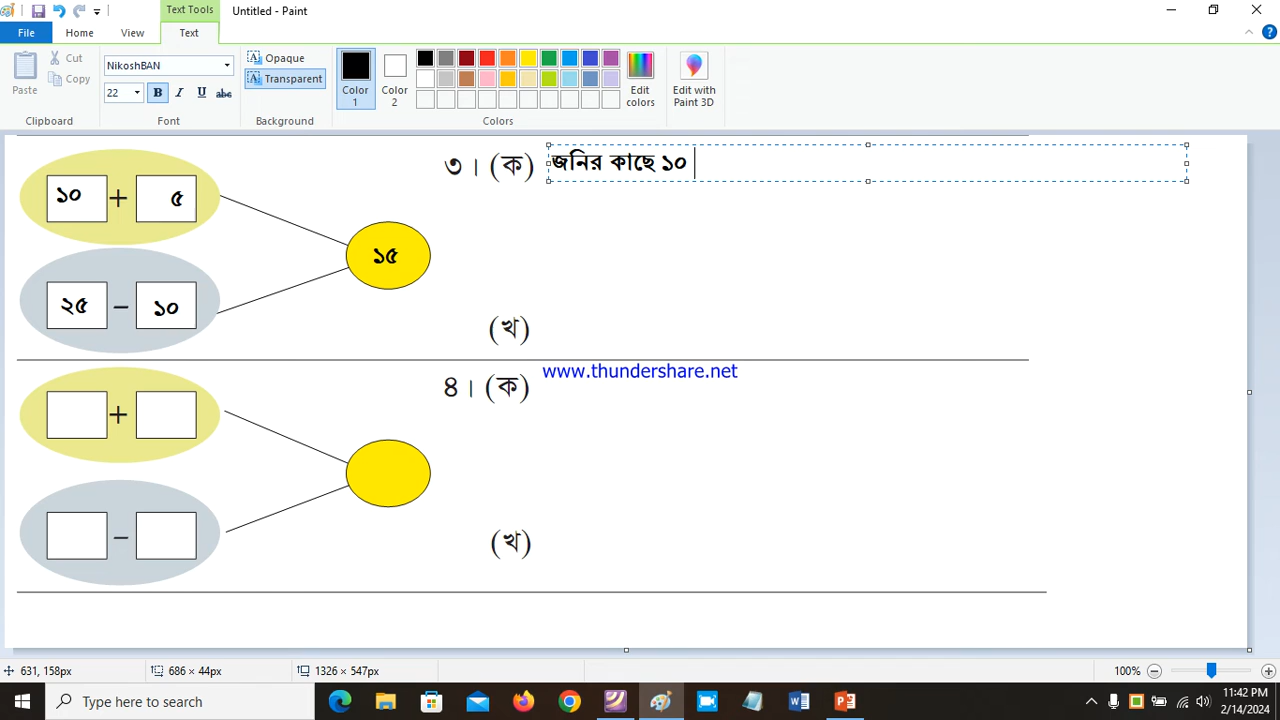 Text Tools
Untitled - Paint
File
Home
View
Text
Paste
Cut
Copy
Clipboard
NikoshBAN
22
B I U abc
Font
Opaque
Transparent
Background
Color 1
Color 2
Edit colors
Edit with Paint 3D
Colors
৩। (ক) জনির কাছে ১০
১০ + ৫
১৫
২৫ – ১০
(খ)
www.thundershare.net
৪। (ক)
+
–
(খ)
631, 158px
686 × 44px
1326 × 547px
100%
Type here to search
11:42 PM
2/14/2024